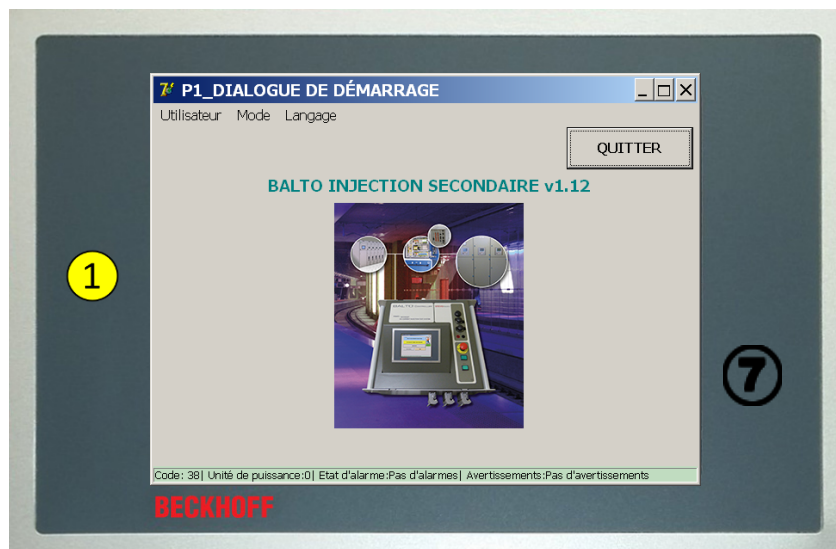 P1_DIALOGUE DE DÉMARRAGE
Utilisateur Mode Langage
QUITTER
BALTO INJECTION SECONDAIRE v1.12
1
7
Code: 38| Unité de puissance:0| Etat d'alarme:Pas d'alarmes| Avertissements:Pas d'avertissements
BECKHOFF